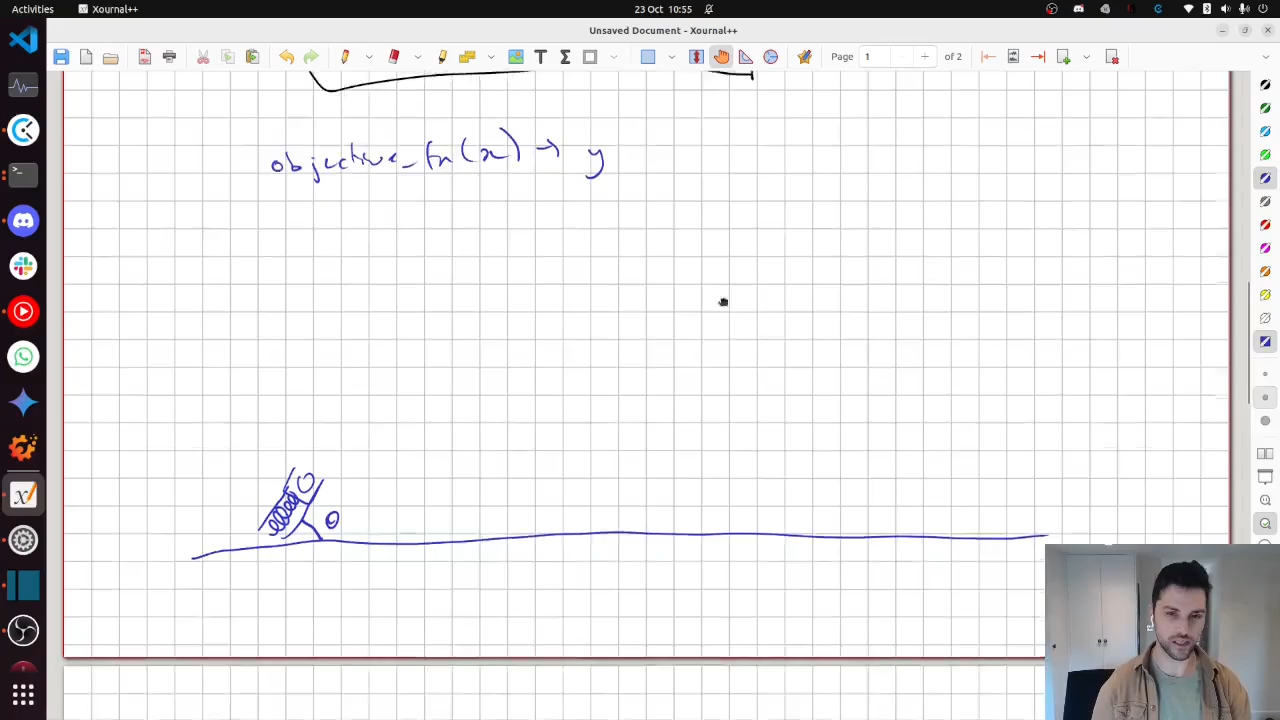 Activities Xournal++ 23 Oct 10:55
Unsaved Document - Xournal++
Page 1 of 2
objective_fn(x) → y
θ